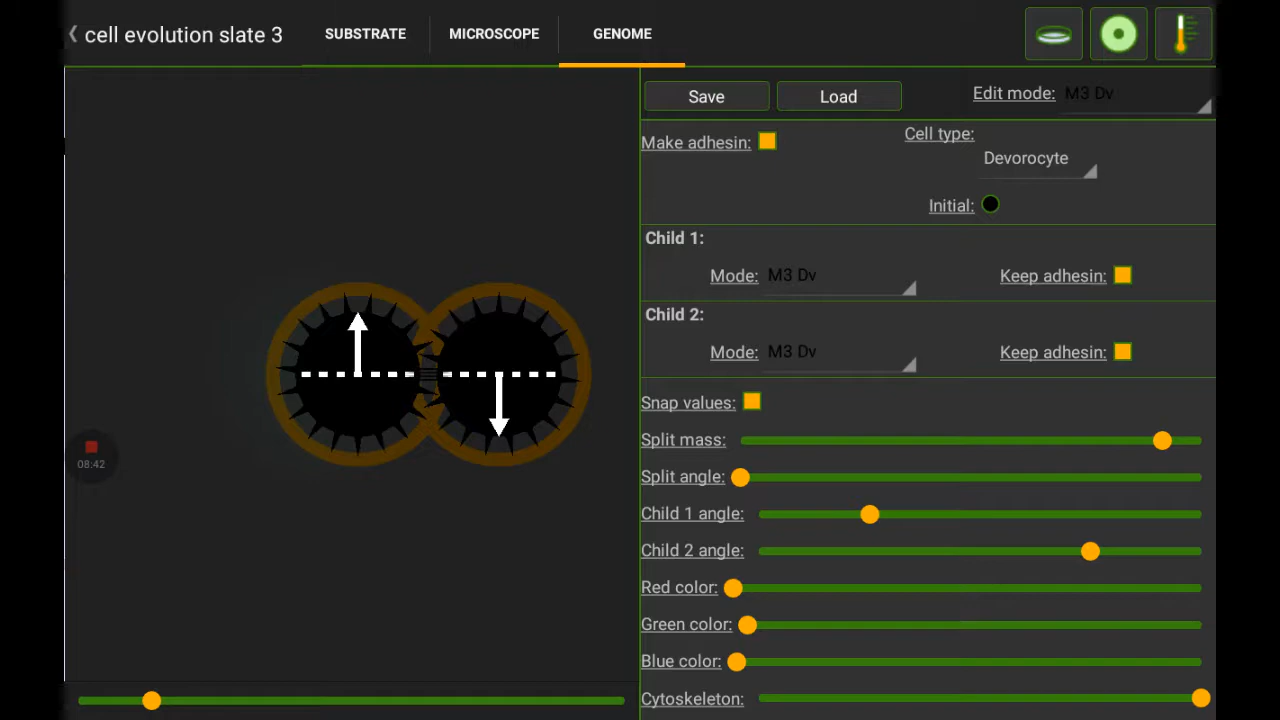 cell evolution slate 3
SUBSTRATE
MICROSCOPE
GENOME
Save
Load
Edit mode:
M3 Dv
Make adhesin:
Cell type:
Devorocyte
Initial:
Child 1:
Mode:
M3 Dv
Keep adhesin:
Child 2:
Mode:
M3 Dv
Keep adhesin:
Snap values:
Split mass:
Split angle:
Child 1 angle:
Child 2 angle:
Red color:
Green color:
Blue color:
Cytoskeleton:
08:42